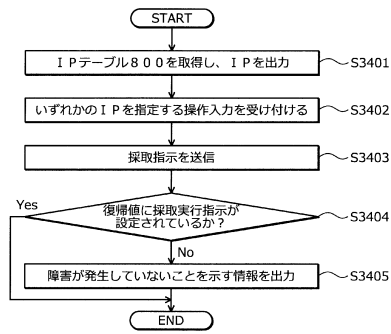 START
ＩＰテーブル８００を取得し、ＩＰを出力
S3401
いずれかのＩＰを指定する操作入力を受け付ける
S3402
採取指示を送信
S3403
Yes
復帰値に採取実行指示が
設定されているか？
S3404
No
障害が発生していないことを示す情報を出力
S3405
END